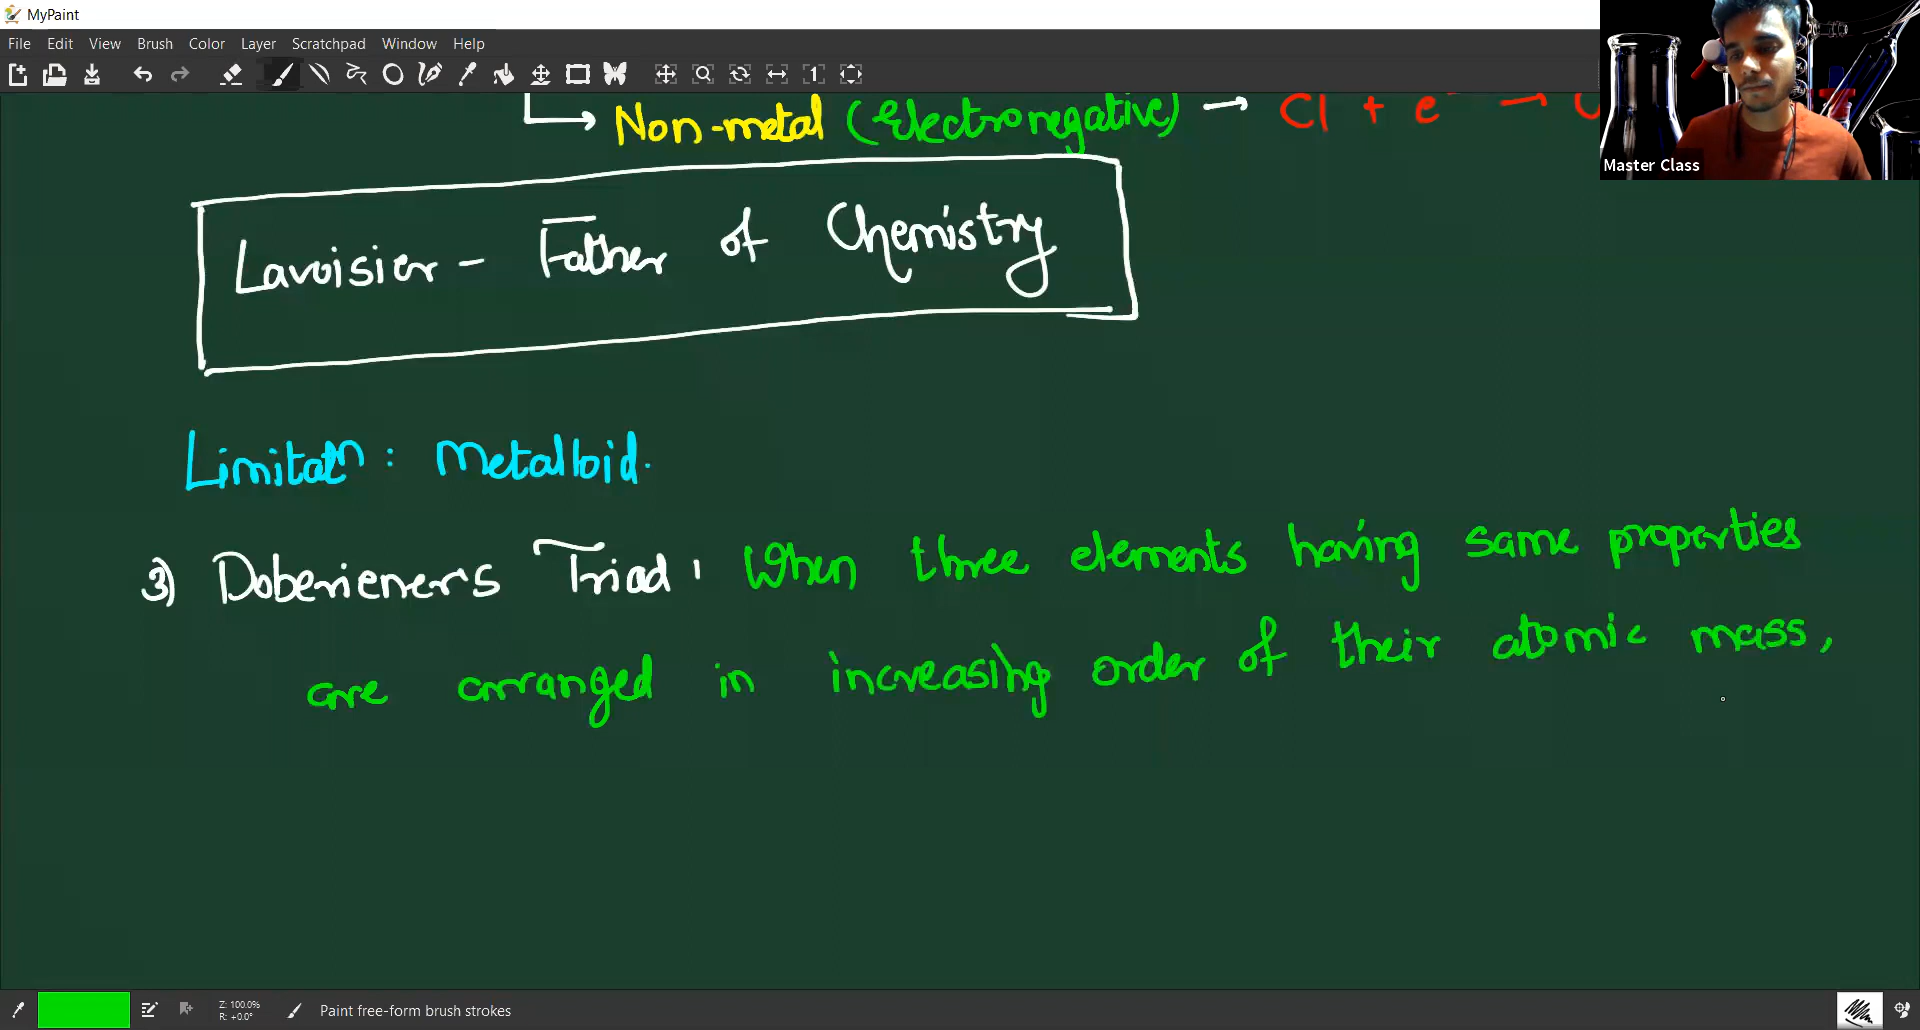 MyPaint
File Edit View Brush Color Layer Scratchpad Window Help
Non-metal (Electronegative) → Cl + e⁻ →
Master Class
Lavoisier - Father of Chemistry
Limitatn : Metalloid.
3) Doberiener's Triad : When three elements having same properties
are arranged in increasing order of their atomic mass,
Z: 100.0%
R: +0.0°
Paint free-form brush strokes